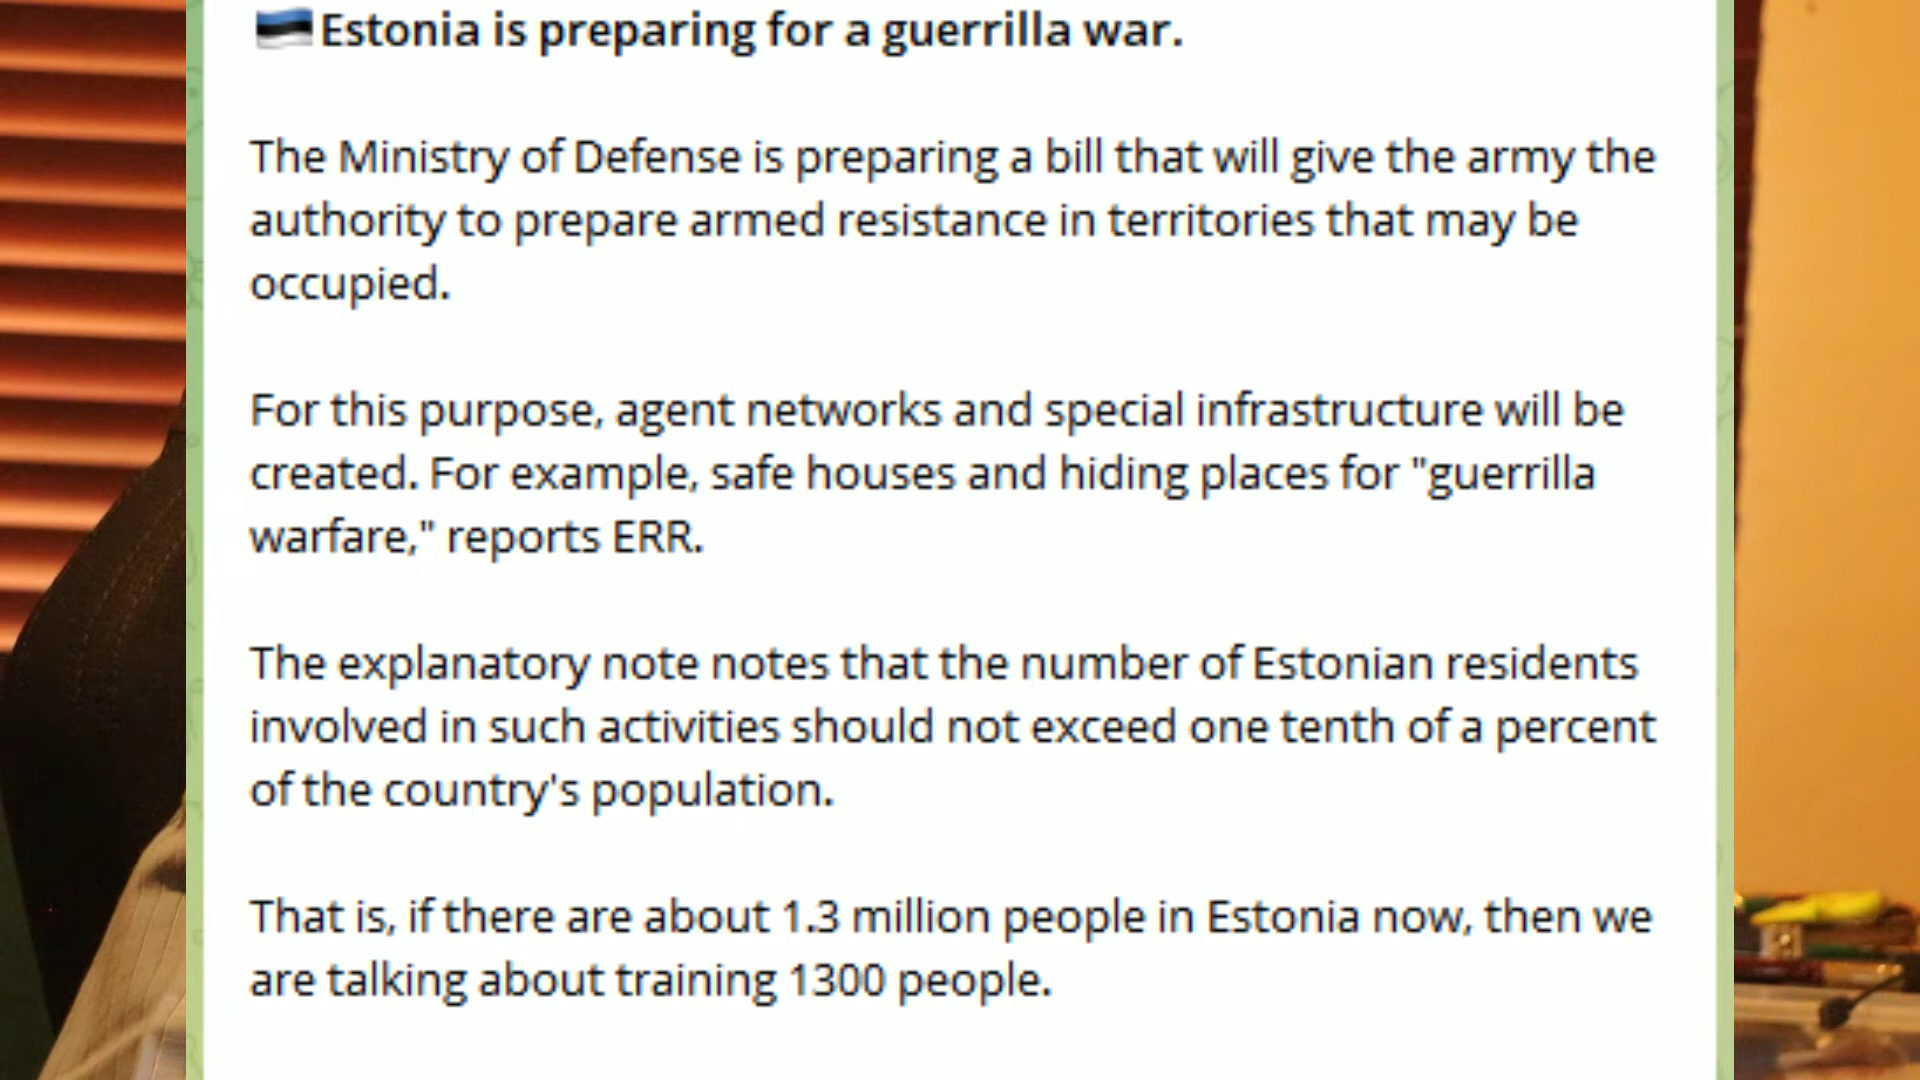 Estonia is preparing for a guerrilla war.
The Ministry of Defense is preparing a bill that will give the army the
authority to prepare armed resistance in territories that may be
occupied.
For this purpose, agent networks and special infrastructure will be
created. For example, safe houses and hiding places for "guerrilla
warfare," reports ERR.
The explanatory note notes that the number of Estonian residents
involved in such activities should not exceed one tenth of a percent
of the country's population.
That is, if there are about 1.3 million people in Estonia now, then we
are talking about training 1300 people.